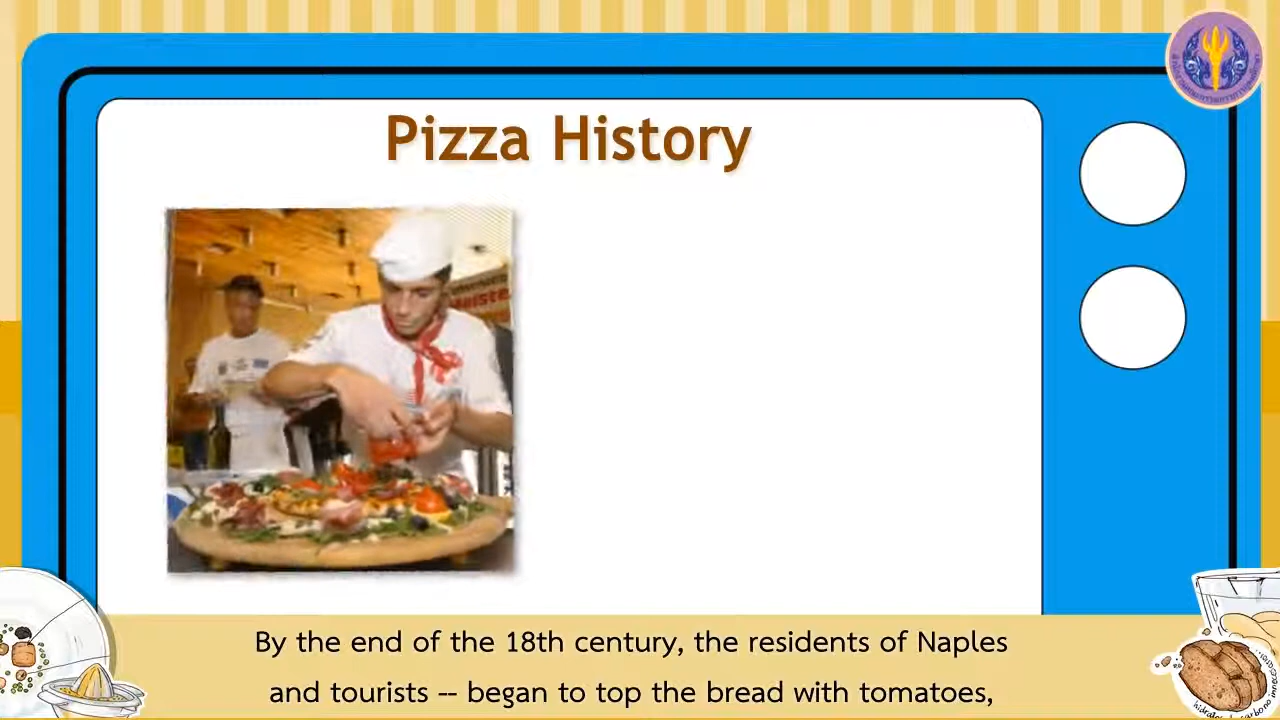 Pizza History
By the end of the 18th century, the residents of Naples
and tourists -- began to top the bread with tomatoes,